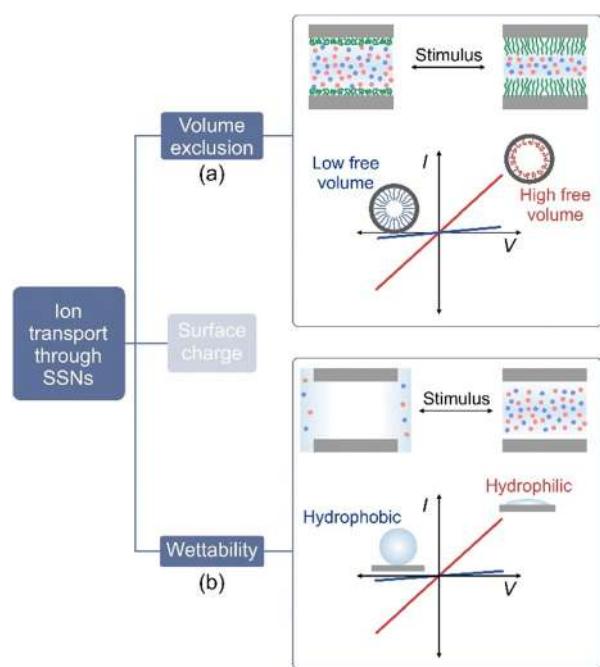 Stimulus
Volume
exclusion
(a)
Low free
volume
I
High free
volume
V
Ion
transport
through
SSNs
Surface
charge
Stimulus
Hydrophobic
I
Hydrophilic
V
Wettability
(b)